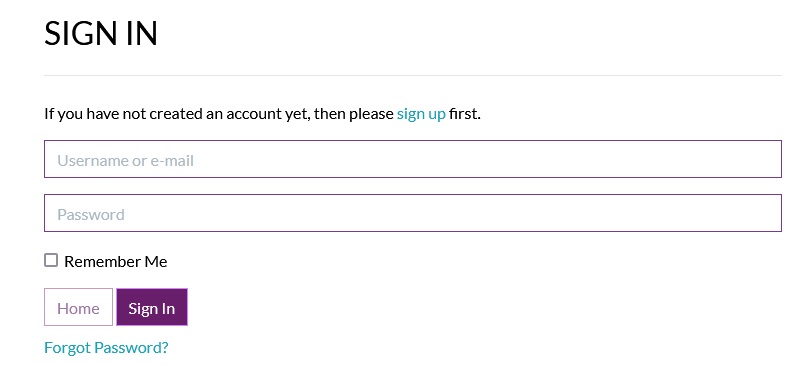 SIGN IN
If you have not created an account yet, then please sign up first.
Username or e-mail
Password
Remember Me
Home Sign In
Forgot Password?